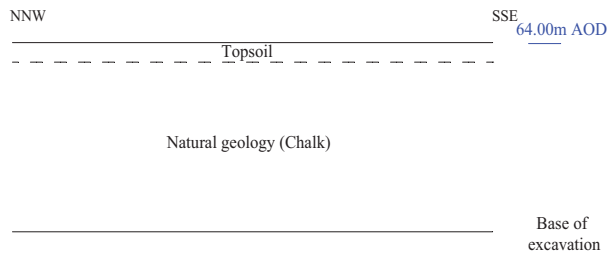 NNW
SSE
64.00m AOD
Topsoil
Natural geology (Chalk)
Base of
excavation